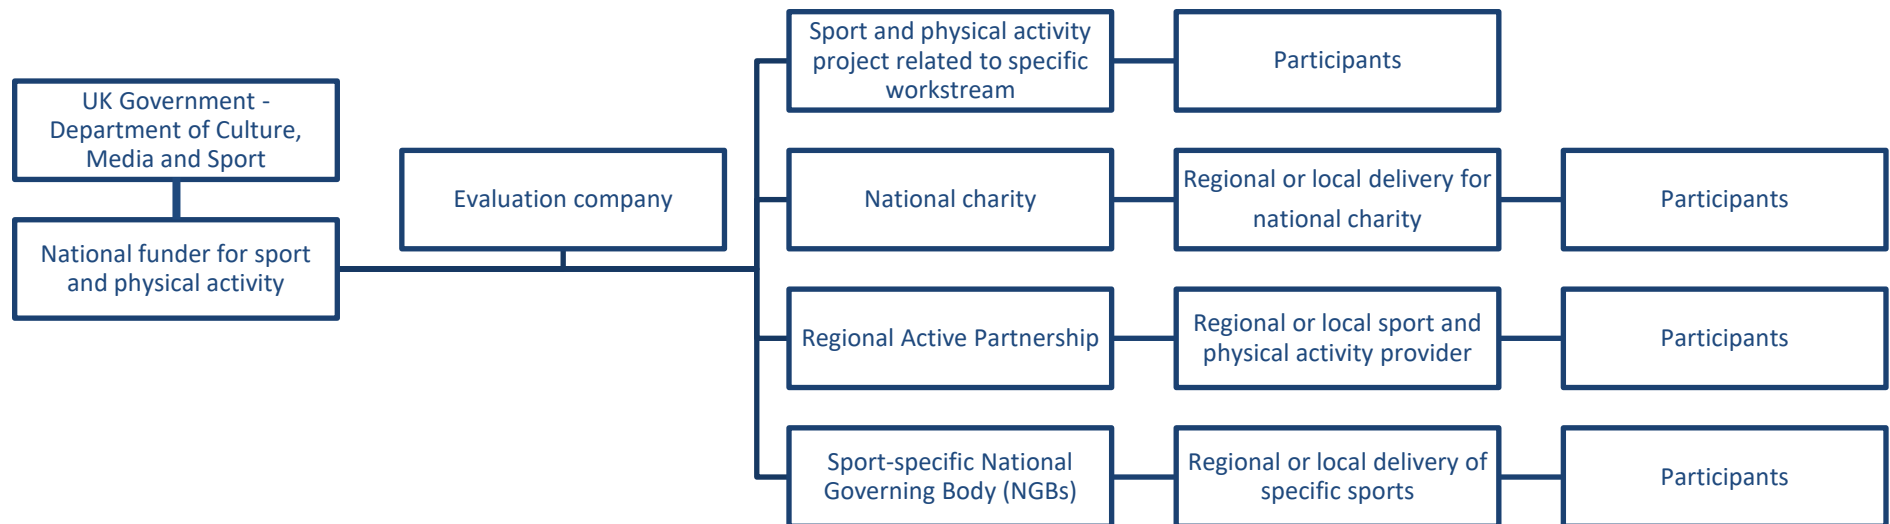 UK Government -
Department of Culture,
Media and Sport
National funder for sport
and physical activity
Evaluation company
Sport and physical activity
project related to specific
workstream
Participants
National charity
Regional or local delivery for
national charity
Participants
Regional Active Partnership
Regional or local sport and
physical activity provider
Participants
Sport-specific National
Governing Body (NGBs)
Regional or local delivery of
specific sports
Participants